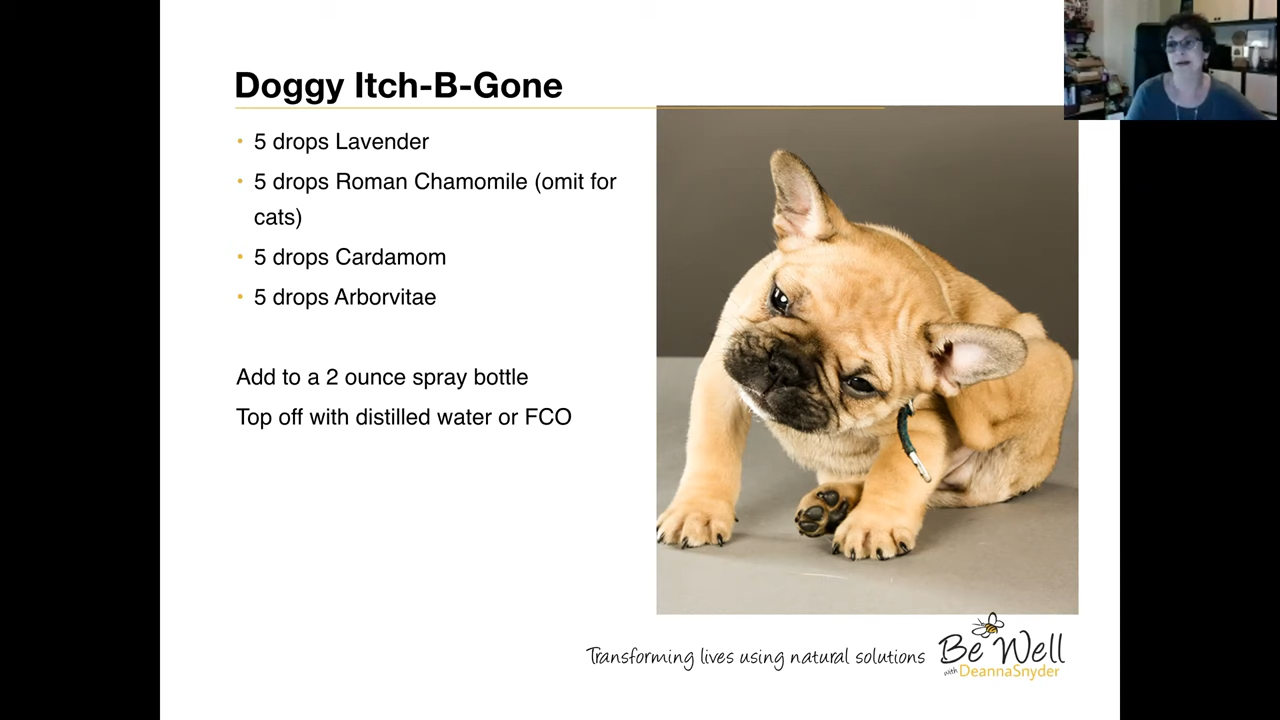 Doggy Itch-B-Gone
• 5 drops Lavender
• 5 drops Roman Chamomile (omit for
cats)
• 5 drops Cardamom
• 5 drops Arborvitae
Add to a 2 ounce spray bottle
Top off with distilled water or FCO
Transforming lives using natural solutions
Be Well
with DeannaSnyder